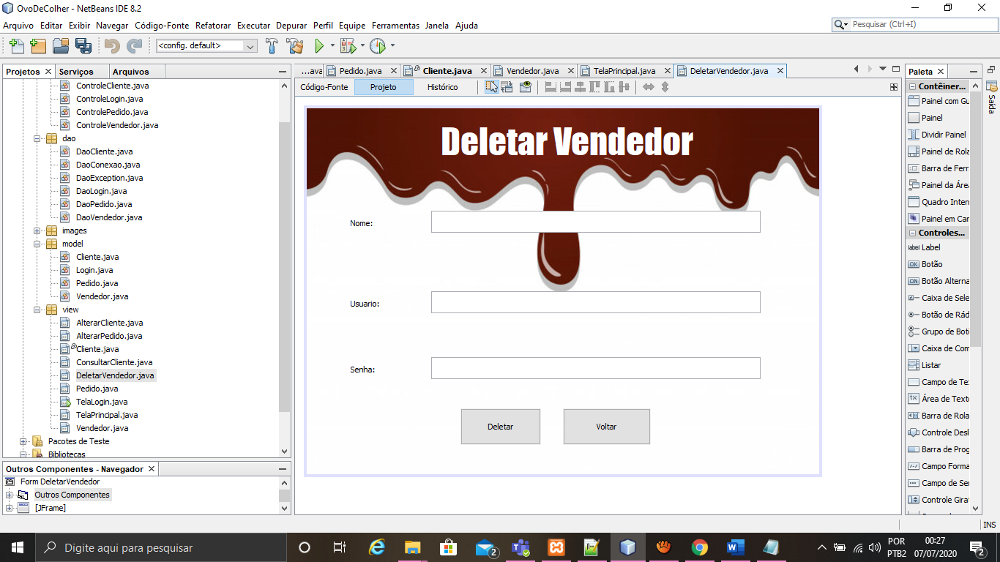 OvoDeColher - NetBeans IDE 8.2
Arquivo Editar Exibir Navegar Código-Fonte Refatorar Executar Depurar Perfil Equipe Ferramentas Janela Ajuda
Pesquisar (Ctrl+I)
<config. default>
Projetos Serviços Arquivos
ControleCliente.java
ControleLogin.java
ControlePedido.java
ControleVendedor.java
dao
DaoCliente.java
DaoConexao.java
DaoException.java
DaoLogin.java
DaoPedido.java
DaoVendedor.java
images
model
Cliente.java
Login.java
Pedido.java
Vendedor.java
view
AlterarCliente.java
AlterarPedido.java
Cliente.java
ConsultarCliente.java
DeletarVendedor.java
Pedido.java
TelaLogin.java
TelaPrincipal.java
Vendedor.java
Pacotes de Teste
Bibliotecas
Outros Componentes - Navegador
Form DeletarVendedor
Outros Componentes
[JFrame]
...ava Pedido.java Cliente.java Vendedor.java TelaPrincipal.java DeletarVendedor.java
Código-Fonte Projeto Histórico
Deletar Vendedor
Nome:
Usuario:
Senha:
Deletar Voltar
Paleta
Contêiner...
Painel com Gu
Painel
Dividir Painel
Painel de Rola
Barra de Ferr
Painel da Área
Quadro Intern
Painel em Cam
Controles...
label Label
OK Botão
ON Botão Alterna
Caixa de Sele
Botão de Rád
Grupo de Botõ
Caixa de Com
Listar
Campo de Tex
Área de Texto
Barra de Rola
Controle Desl
Barra de Prog
Campo Forma
Campo de Sen
Controle Girat
Saída
INS
Digite aqui para pesquisar
2
POR
PTB2
00:27
07/07/2020
2